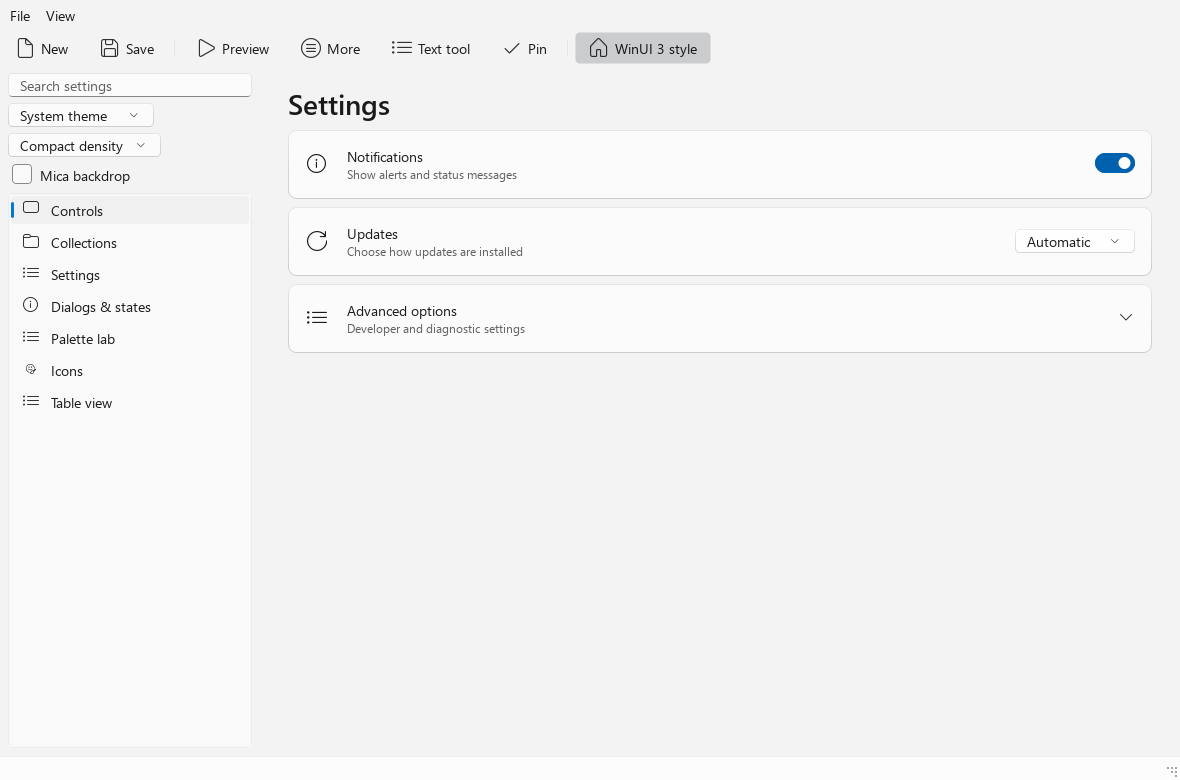 File View
New Save Preview More Text tool Pin WinUI 3 style
Search settings
System theme
Compact density
Mica backdrop
Controls
Collections
Settings
Dialogs & states
Palette lab
Icons
Table view
Settings
Notifications
Show alerts and status messages
Updates
Choose how updates are installed
Automatic
Advanced options
Developer and diagnostic settings